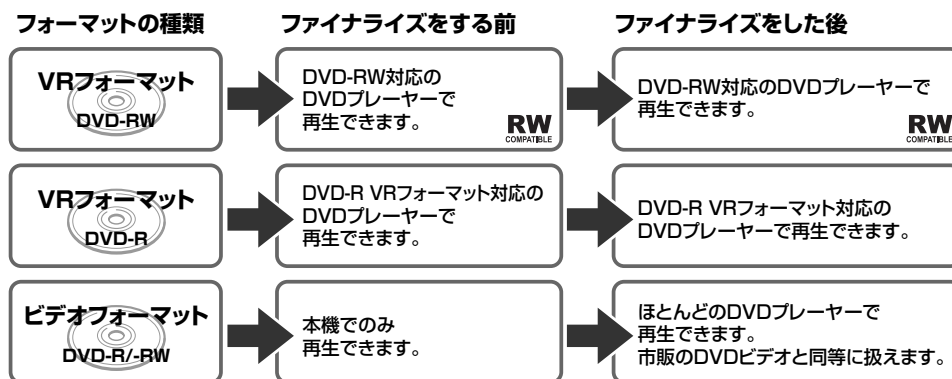 フォーマットの種類
ファイナライズをする前
ファイナライズをした後
VRフォーマット
DVD-RW
DVD-RW対応の
DVDプレーヤーで
再生できます。
RW
COMPATIBLE
DVD-RW対応のDVDプレーヤーで
再生できます。
RW
COMPATIBLE
VRフォーマット
DVD-R
DVD-R VRフォーマット対応の
DVDプレーヤーで
再生できます。
DVD-R VRフォーマット対応の
DVDプレーヤーで再生できます。
ビデオフォーマット
DVD-R/-RW
本機でのみ
再生できます。
ほとんどのDVDプレーヤーで
再生できます。
市販のDVDビデオと同等に扱えます。